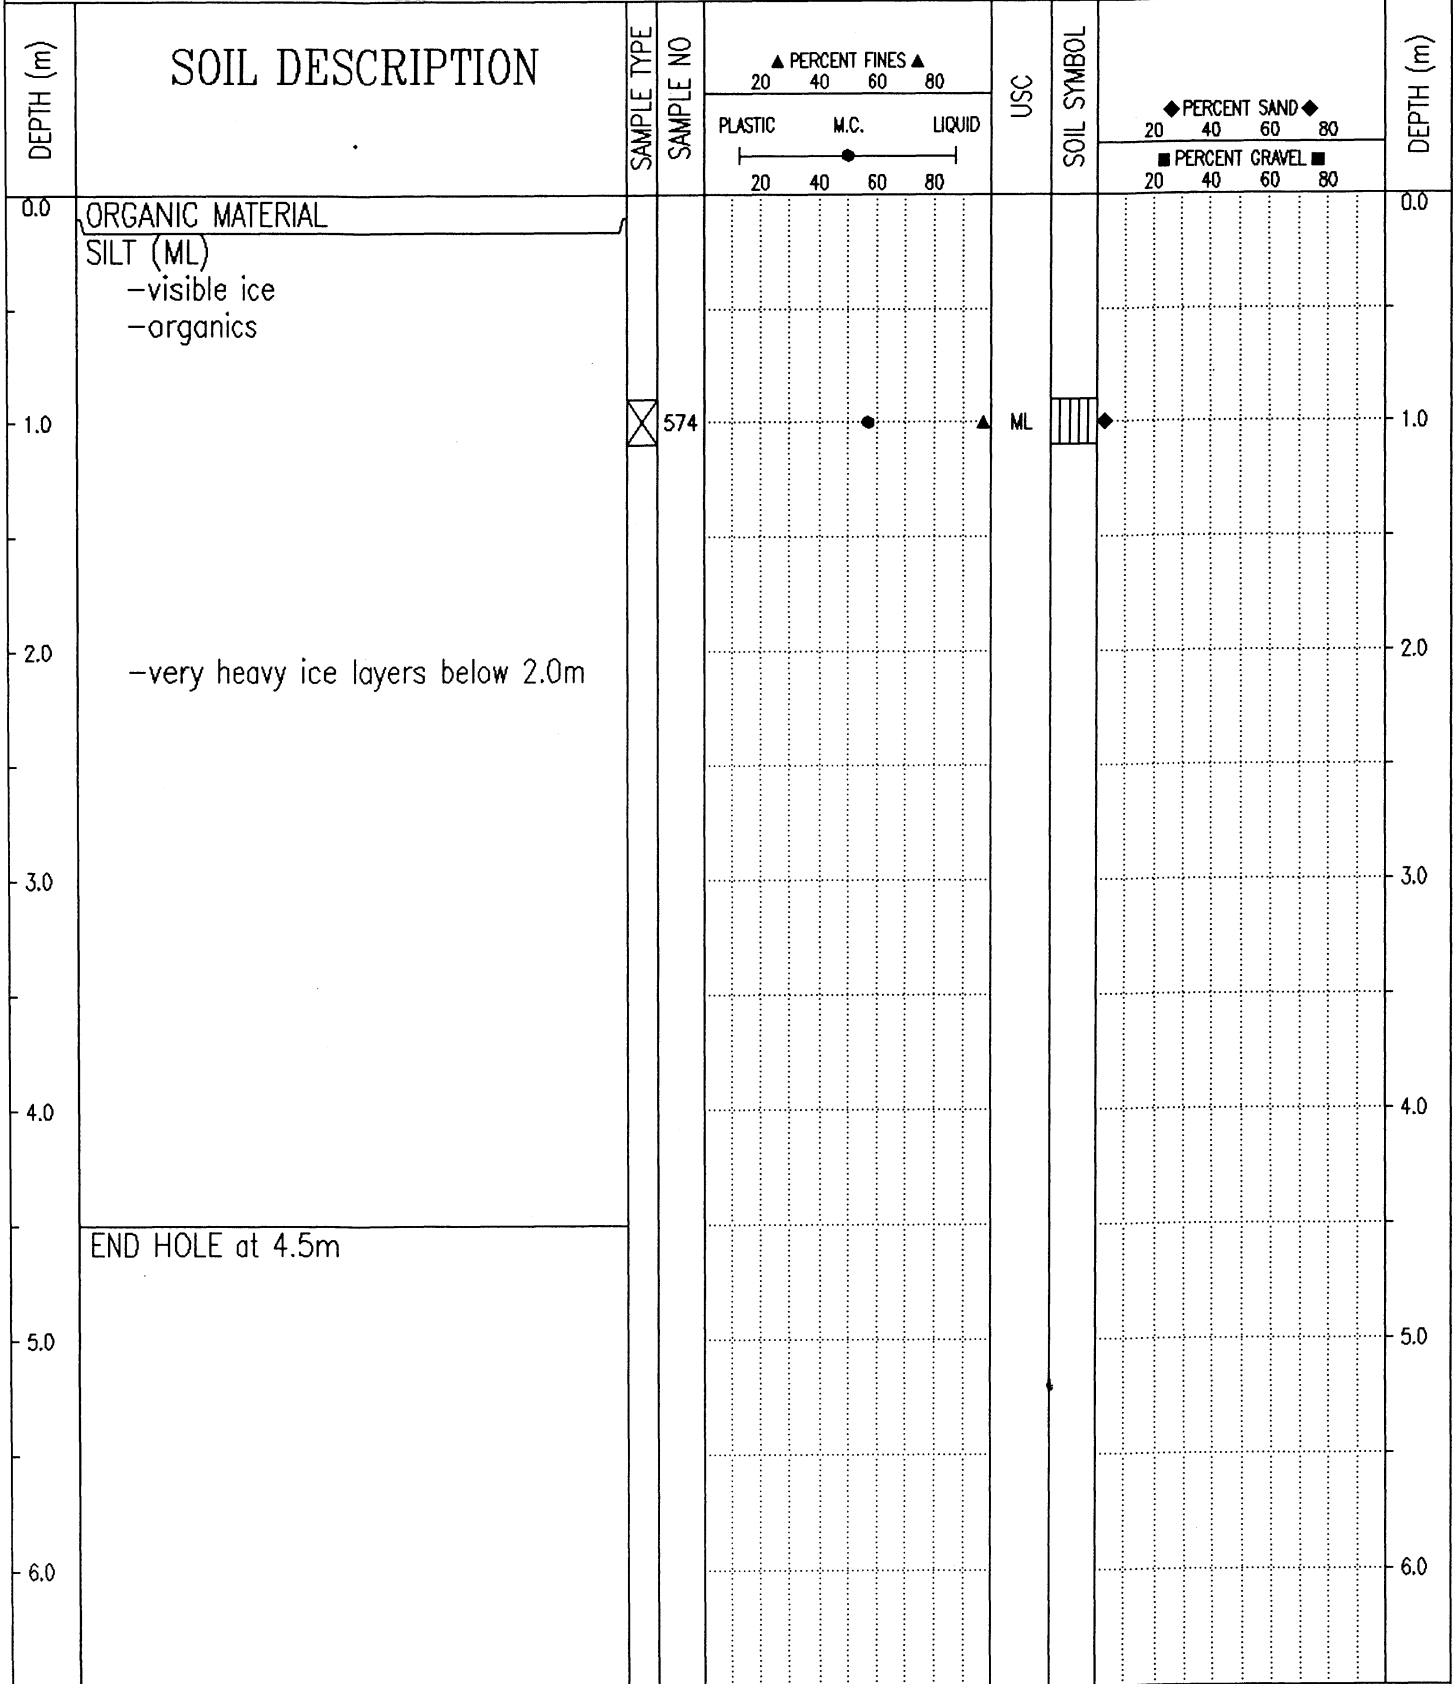 DEPTH (m)
SOIL DESCRIPTION
SAMPLE TYPE
SAMPLE NO
▲ PERCENT FINES ▲
20 40 60 80
PLASTIC M.C. LIQUID
20 40 60 80
USC
SOIL SYMBOL
◆ PERCENT SAND ◆
20 40 60 80
■ PERCENT GRAVEL ■
20 40 60 80
DEPTH (m)
0.0
ORGANIC MATERIAL
0.0
SILT (ML)
-visible ice
-organics
1.0
574
ML
1.0
2.0
-very heavy ice layers below 2.0m
2.0
3.0
3.0
4.0
4.0
END HOLE at 4.5m
5.0
5.0
6.0
6.0